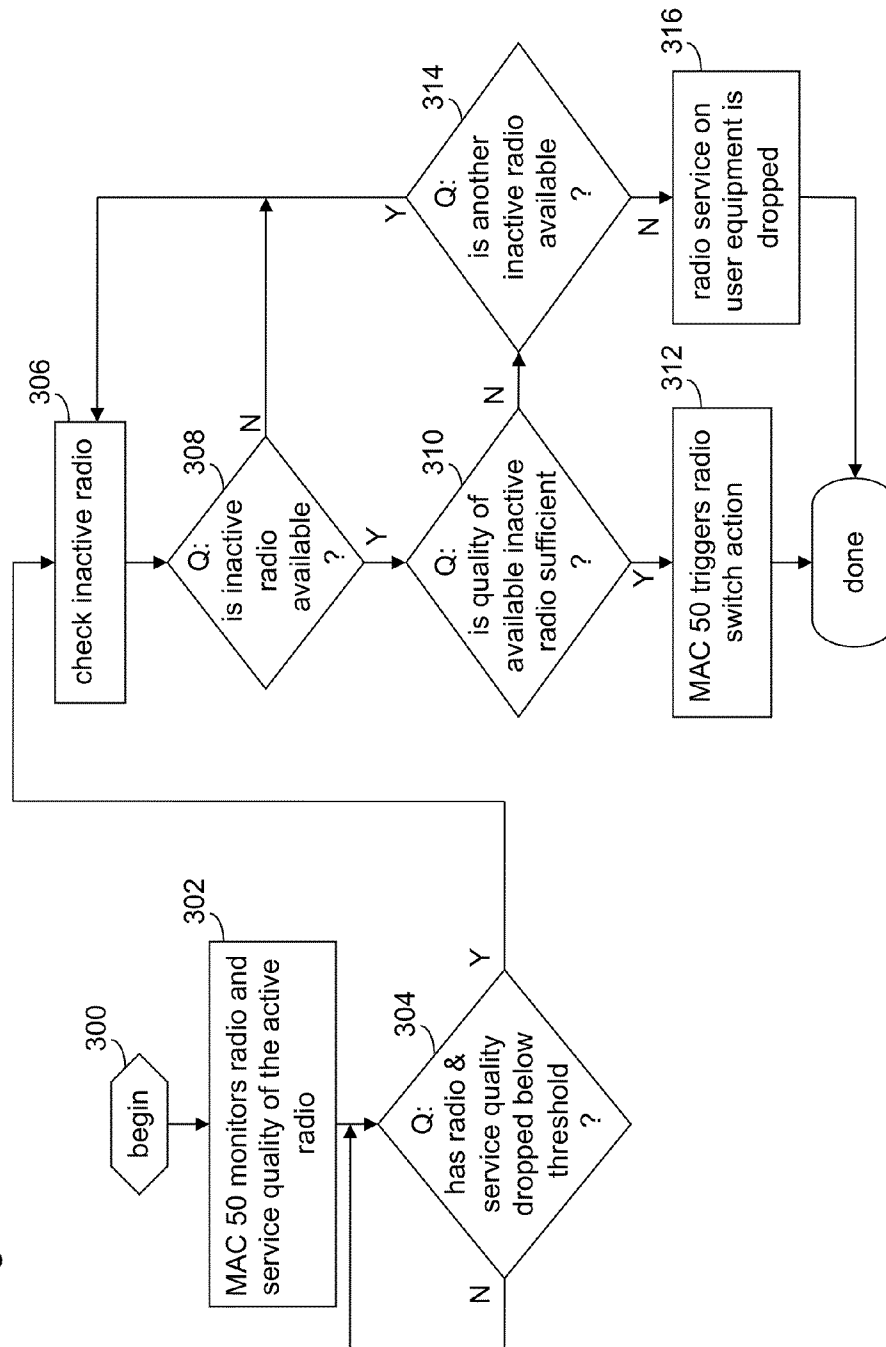 300
begin
302
MAC 50 monitors radio and
service quality of the active
radio
304
Q:
has radio &
service quality
dropped below
threshold
?
N
Y
306
check inactive radio
308
Q:
is inactive
radio
available
?
N
Y
310
Q:
is quality of
available inactive
radio sufficient
?
N
Y
312
MAC 50 triggers radio
switch action
314
Q:
is another
inactive radio
available
?
Y
N
316
radio service on
user equipment is
dropped
done